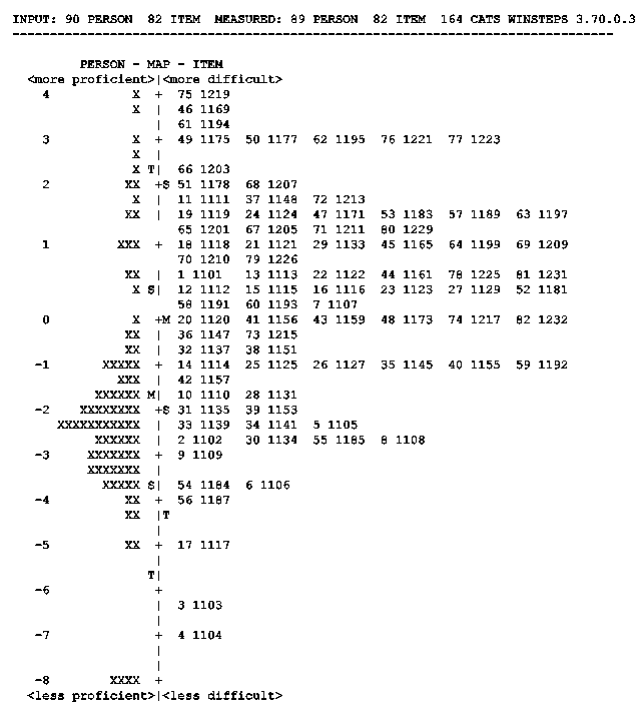 INPUT: 90 PERSON 82 ITEM MEASURED: 89 PERSON 82 ITEM 164 CATS WINSTEPS 3.70.0.3
--------------------------------------------------------------------------------
PERSON - MAP - ITEM
<more proficient>|<more difficult>
4 X + 75 1219
X | 46 1169
| 61 1194
3 X + 49 1175 50 1177 62 1195 76 1221 77 1223
X |
X T| 66 1203
2 XX +S 51 1178 68 1207
X | 11 1111 37 1148 72 1213
XX | 19 1119 24 1124 47 1171 53 1183 57 1189 63 1197
65 1201 67 1205 71 1211 80 1229
1 XXX + 18 1118 21 1121 29 1133 45 1165 64 1199 69 1209
70 1210 79 1226
XX | 1 1101 13 1113 22 1122 44 1161 78 1225 81 1231
X S| 12 1112 15 1115 16 1116 23 1123 27 1129 52 1181
58 1191 60 1193 7 1107
0 X +M 20 1120 41 1156 43 1159 48 1173 74 1217 82 1232
XX | 36 1147 73 1215
XX | 32 1137 38 1151
-1 XXXXX + 14 1114 25 1125 26 1127 35 1145 40 1155 59 1192
XXX | 42 1157
XXXXXX M| 10 1110 28 1131
-2 XXXXXXXX +S 31 1135 39 1153
XXXXXXXXXXX | 33 1139 34 1141 5 1105
XXXXXX | 2 1102 30 1134 55 1185 8 1108
-3 XXXXXXX + 9 1109
XXXXXXX |
XXXXX S| 54 1184 6 1106
-4 XX + 56 1187
XX |T
|
-5 XX + 17 1117
|
T|
-6 +
| 3 1103
|
-7 + 4 1104
|
|
-8 XXXX +
<less proficient>|<less difficult>